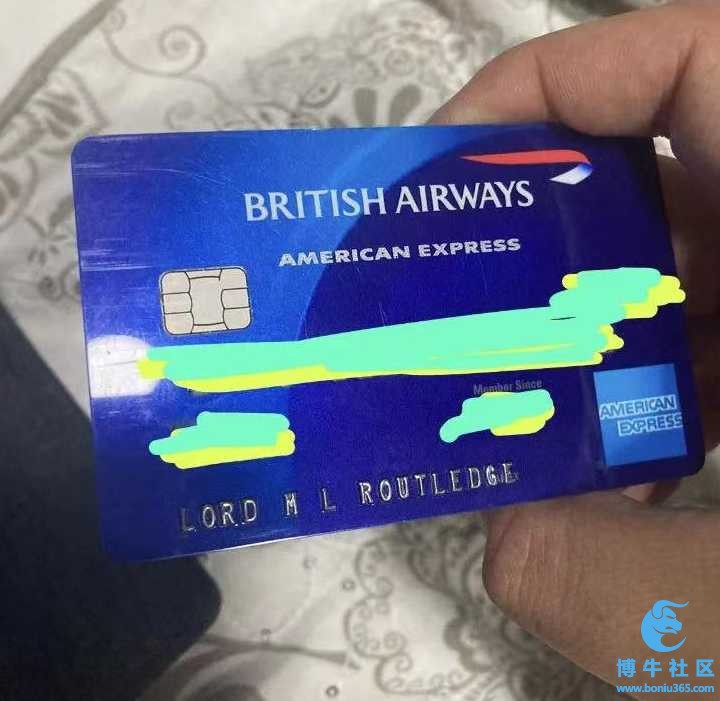 BRITISH AIRWAYS
AMERICAN EXPRESS
Member Since
AMERICAN
EXPRESS
LORD M L ROUTLEDGE
博牛社区
www.boniu365.com